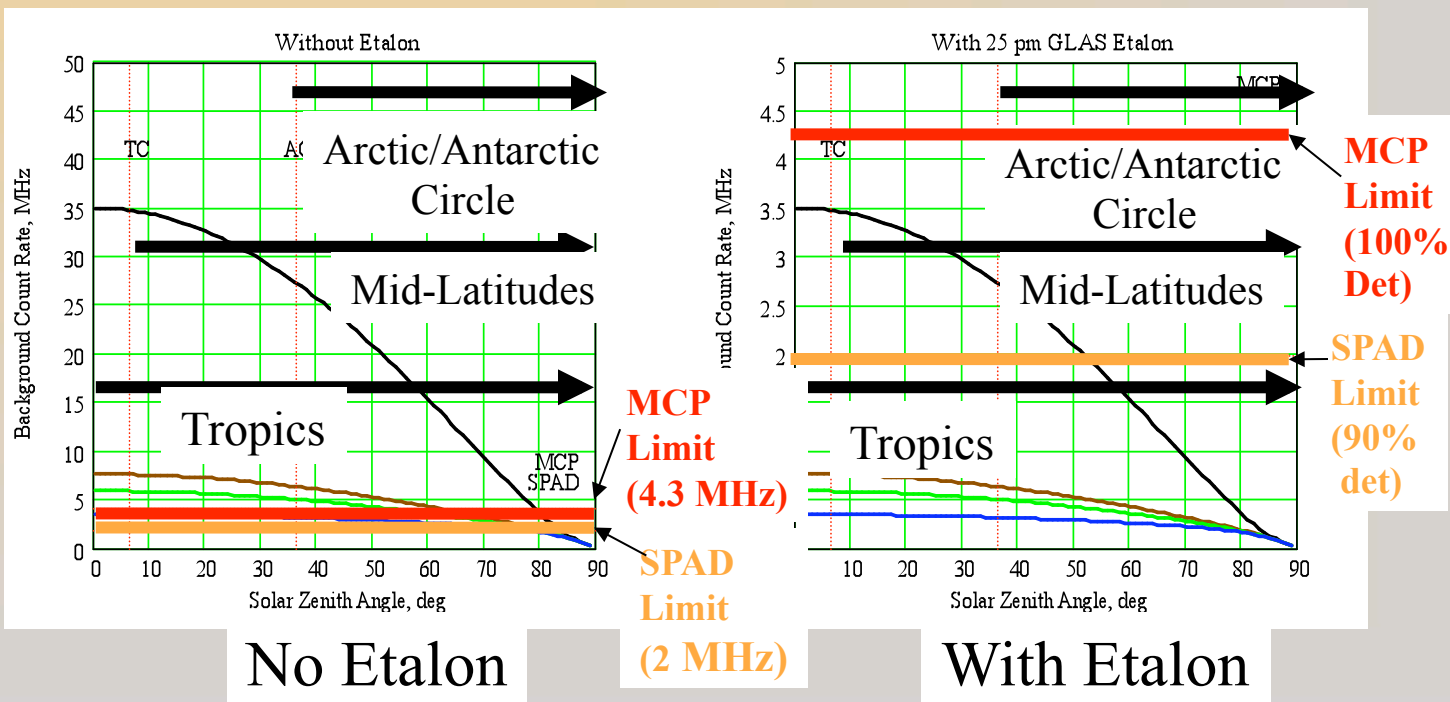 Without Etalon
50
45
40
35
30
25
20
15
10
5
0
Background Count Rate, MHz
TC
Arctic/Antarctic
Circle
Mid-Latitudes
Tropics
MCP
SPAD
0 10 20 30 40 50 60 70 80 90
Solar Zenith Angle, deg
No Etalon
MCP
Limit
(4.3 MHz)
SPAD
Limit
(2 MHz)
With 25 pm GLAS Etalon
5
4.5
4
3.5
3
2.5
2
Count Rate, MHz
MCP
TC
Arctic/Antarctic
Circle
Mid-Latitudes
Tropics
10 20 30 40 50 60 70 80 90
Solar Zenith Angle, deg
With Etalon
MCP
Limit
(100%
Det)
SPAD
Limit
(90%
det)